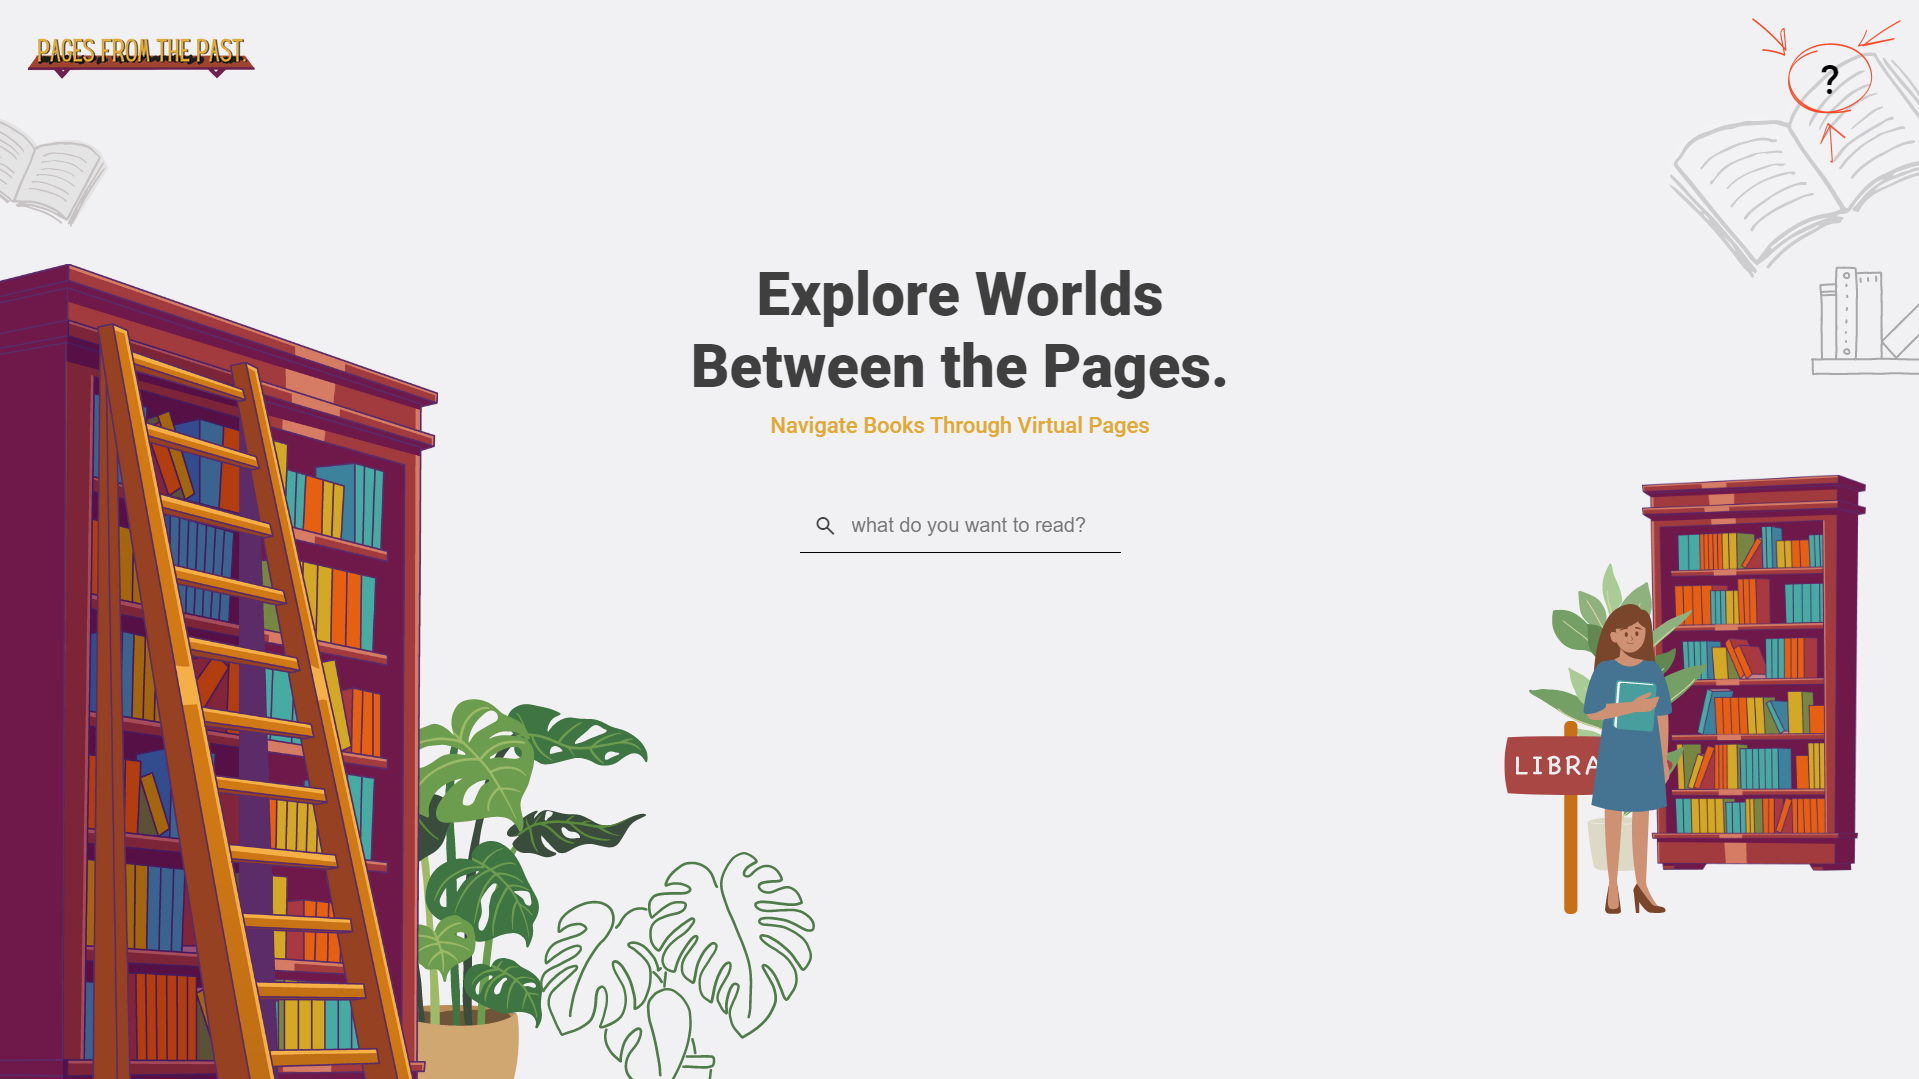 PAGES FROM THE PAST
?
Explore Worlds
Between the Pages.
Navigate Books Through Virtual Pages
what do you want to read?
LIBRA